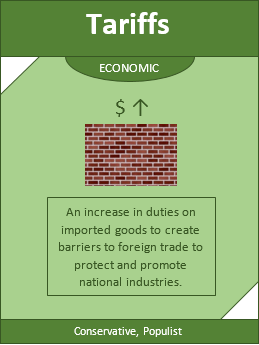 Tariffs
ECONOMIC
$ ↑
An increase in duties on
imported goods to create
barriers to foreign trade to
protect and promote
national industries.
Conservative, Populist